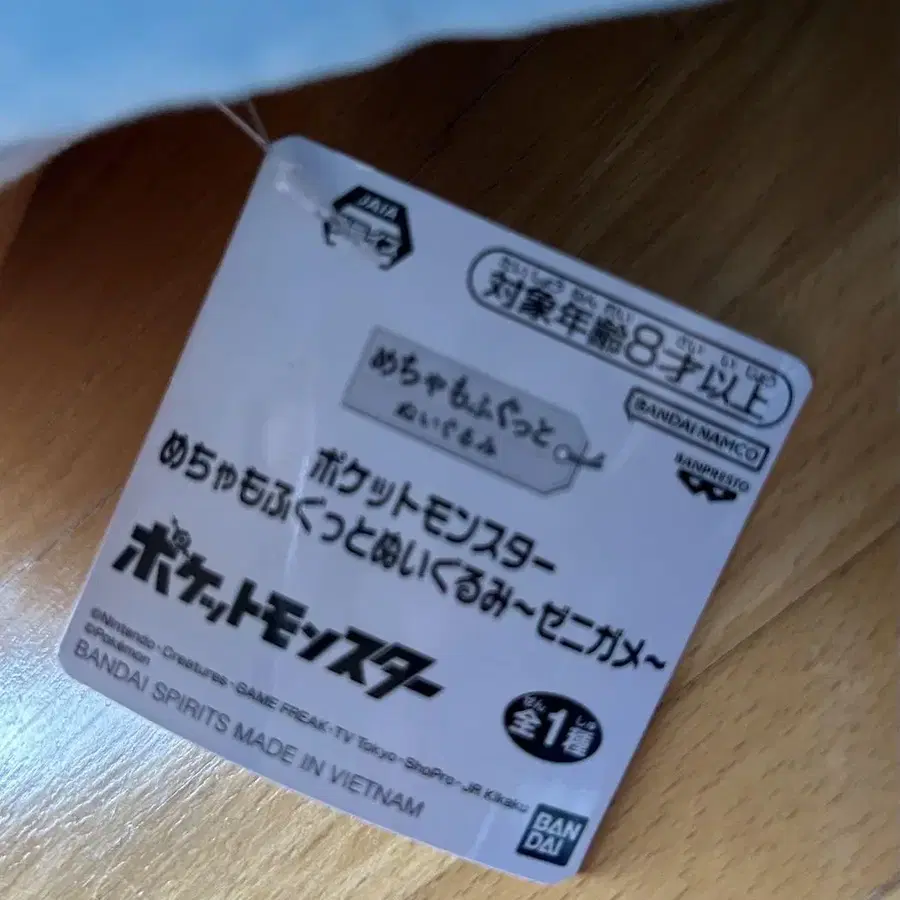 JAIA
たいしょうねんれい さい いじょう
対象年齢8才以上
めちゃもふぐっと
ぬいぐるみ
BANDAI NAMCO
BANPRESTO
ポケットモンスター
めちゃもふぐっとぬいぐるみ～ゼニガメ～
ポケットモンスター
©Nintendo・Creatures・GAME FREAK・TV Tokyo・ShoPro・JR Kikaku
©Pokémon
BANDAI SPIRITS MADE IN VIETNAM
ぜん しゅ
全1種
BAN
DAI